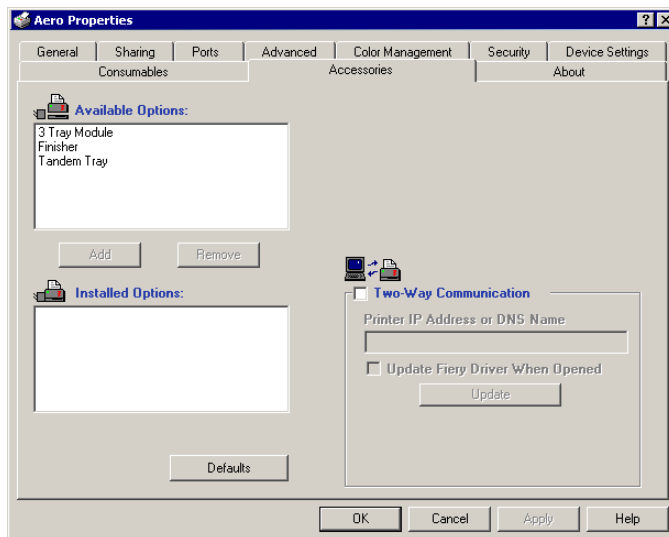 Aero Properties
General Sharing Ports Advanced Color Management Security Device Settings
Consumables Accessories About
Available Options:
3 Tray Module
Finisher
Tandem Tray
Add Remove
Installed Options:
Two-Way Communication
Printer IP Address or DNS Name
Update Fiery Driver When Opened
Update
Defaults
OK Cancel Apply Help